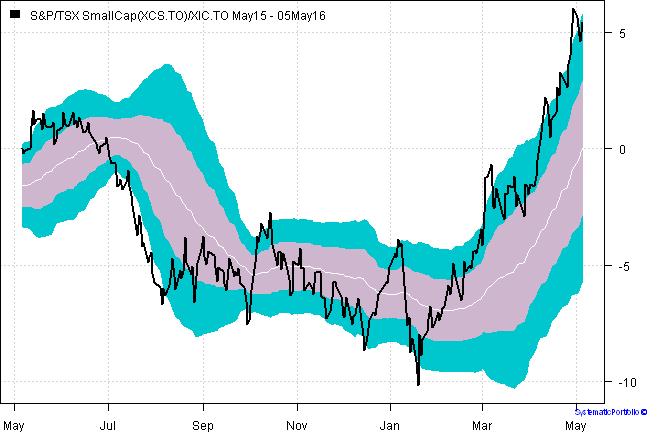 S&P/TSX SmallCap(XCS.TO)/XIC.TO May15 - 05May16
5
0
-5
-10
May Jul Sep Nov Jan Mar May
SystematicPortfolio ©